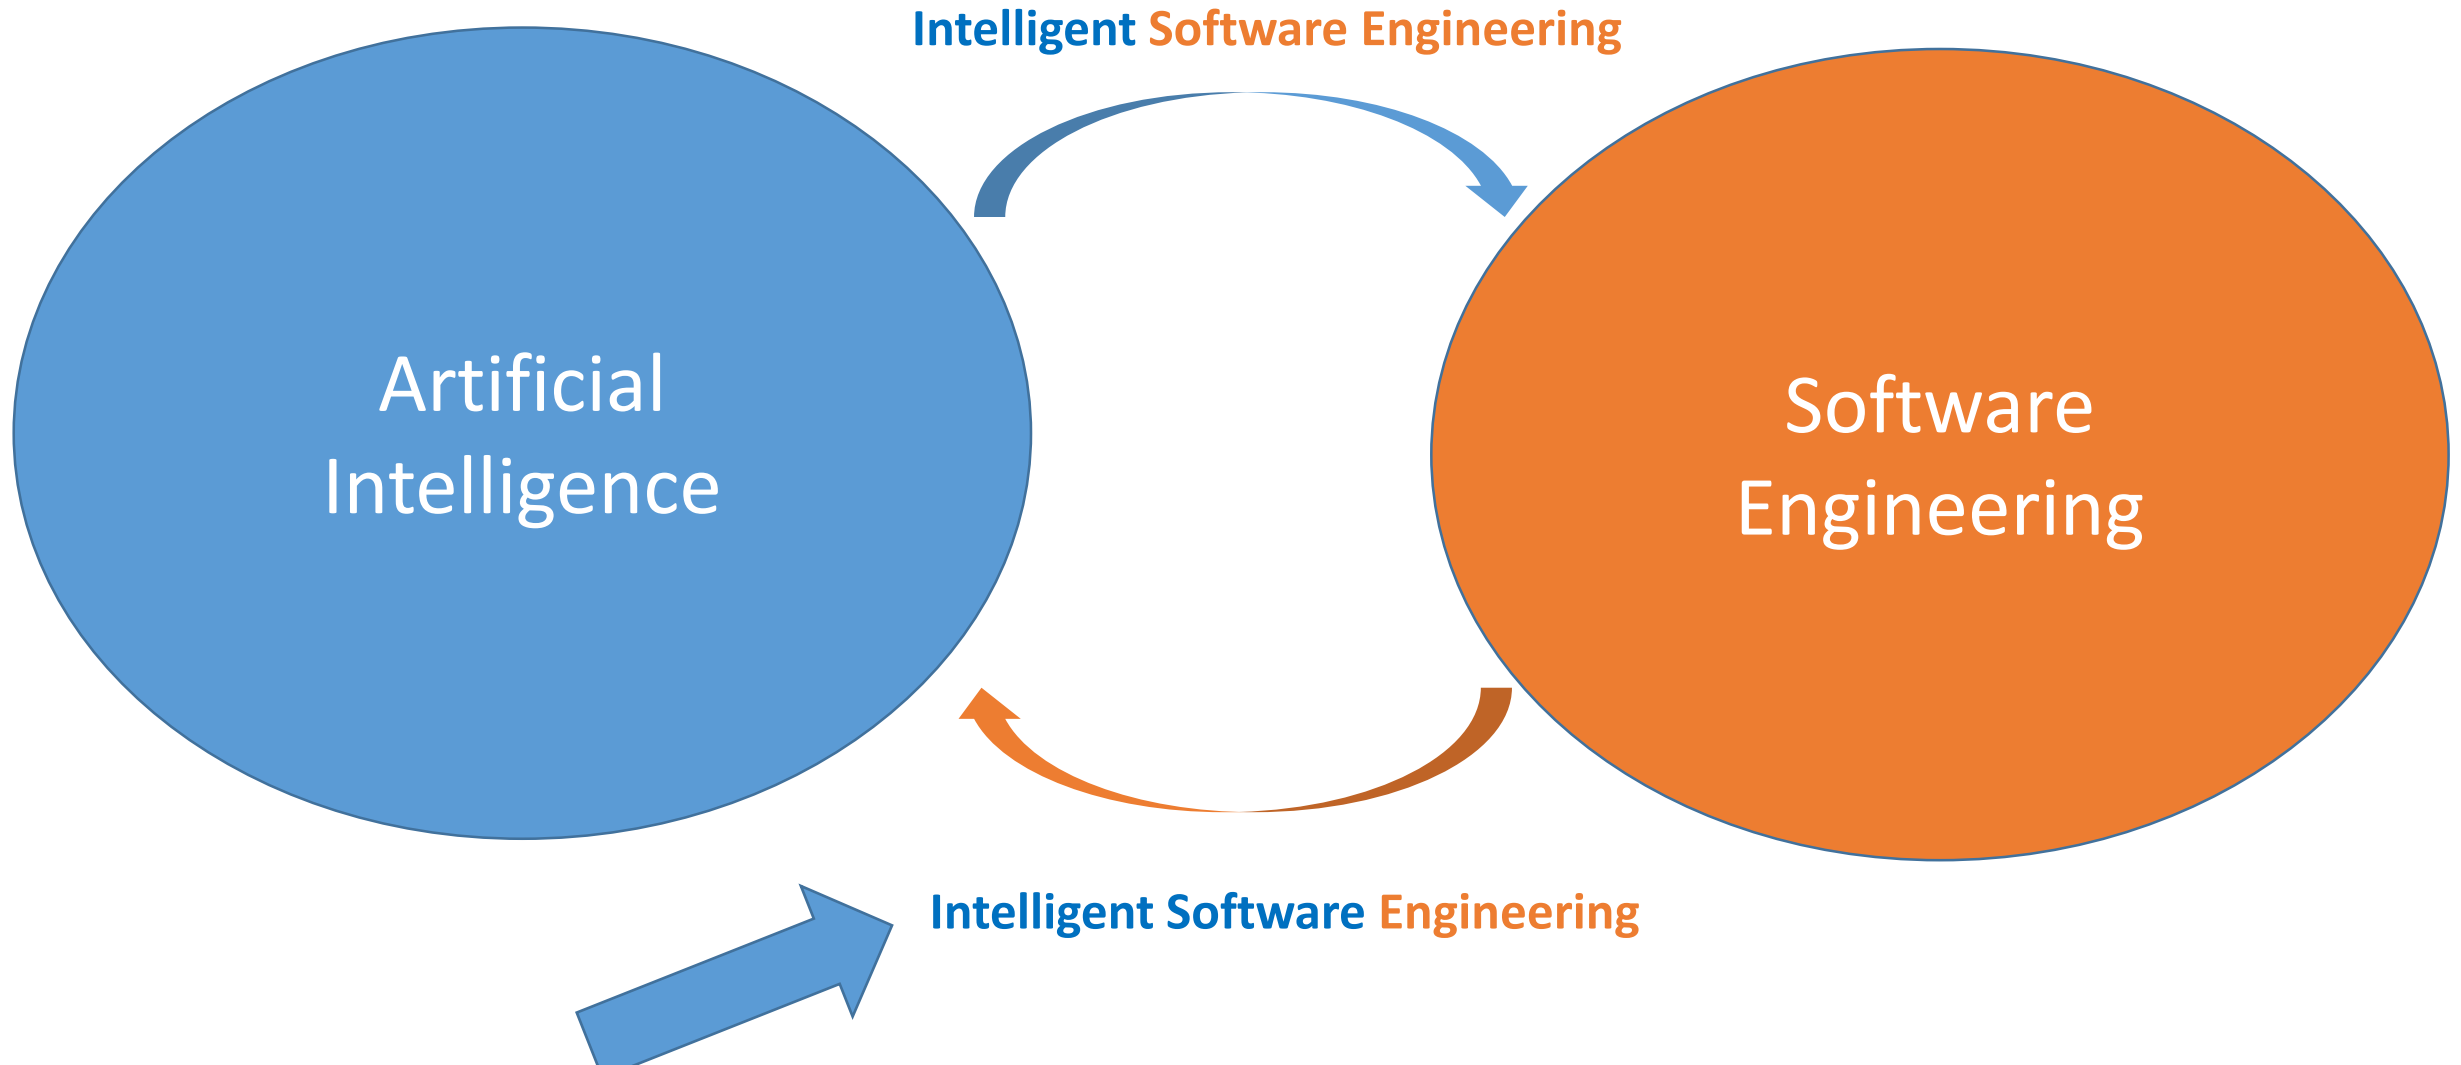 Intelligent Software Engineering
Artificial
Intelligence
Software
Engineering
Intelligent Software Engineering